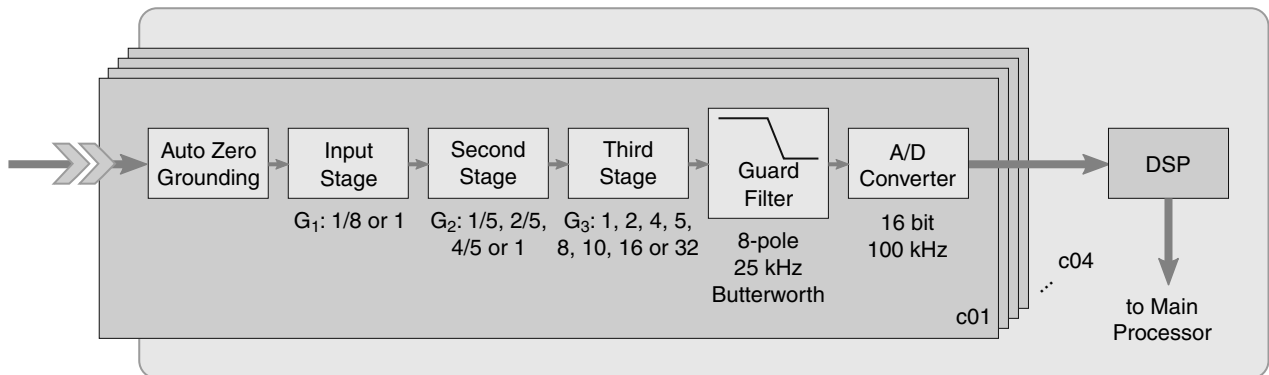 Auto Zero
Grounding
Input
Stage
Second
Stage
Third
Stage
Guard
Filter
A/D
Converter
DSP
G₁: 1/8 or 1
G₂: 1/5, 2/5,
4/5 or 1
G₃: 1, 2, 4, 5,
8, 10, 16 or 32
8-pole
25 kHz
Butterworth
16 bit
100 kHz
c01
...
c04
to Main
Processor